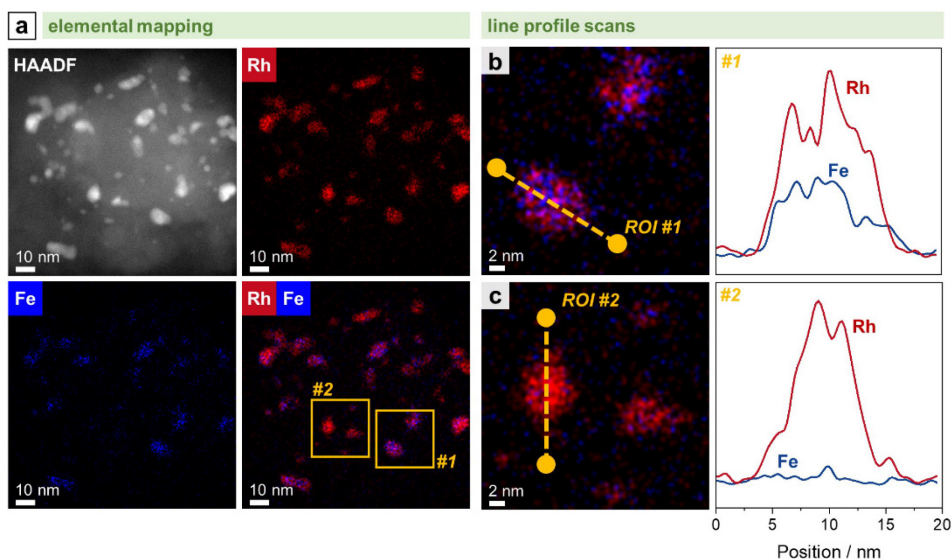 a elemental mapping
line profile scans
HAADF
10 nm
Rh
10 nm
Fe
10 nm
Rh Fe
#2
#1
10 nm
b
ROI #1
2 nm
#1
Rh
Fe
c
ROI #2
2 nm
#2
Rh
Fe
0 5 10 15 20
Position / nm